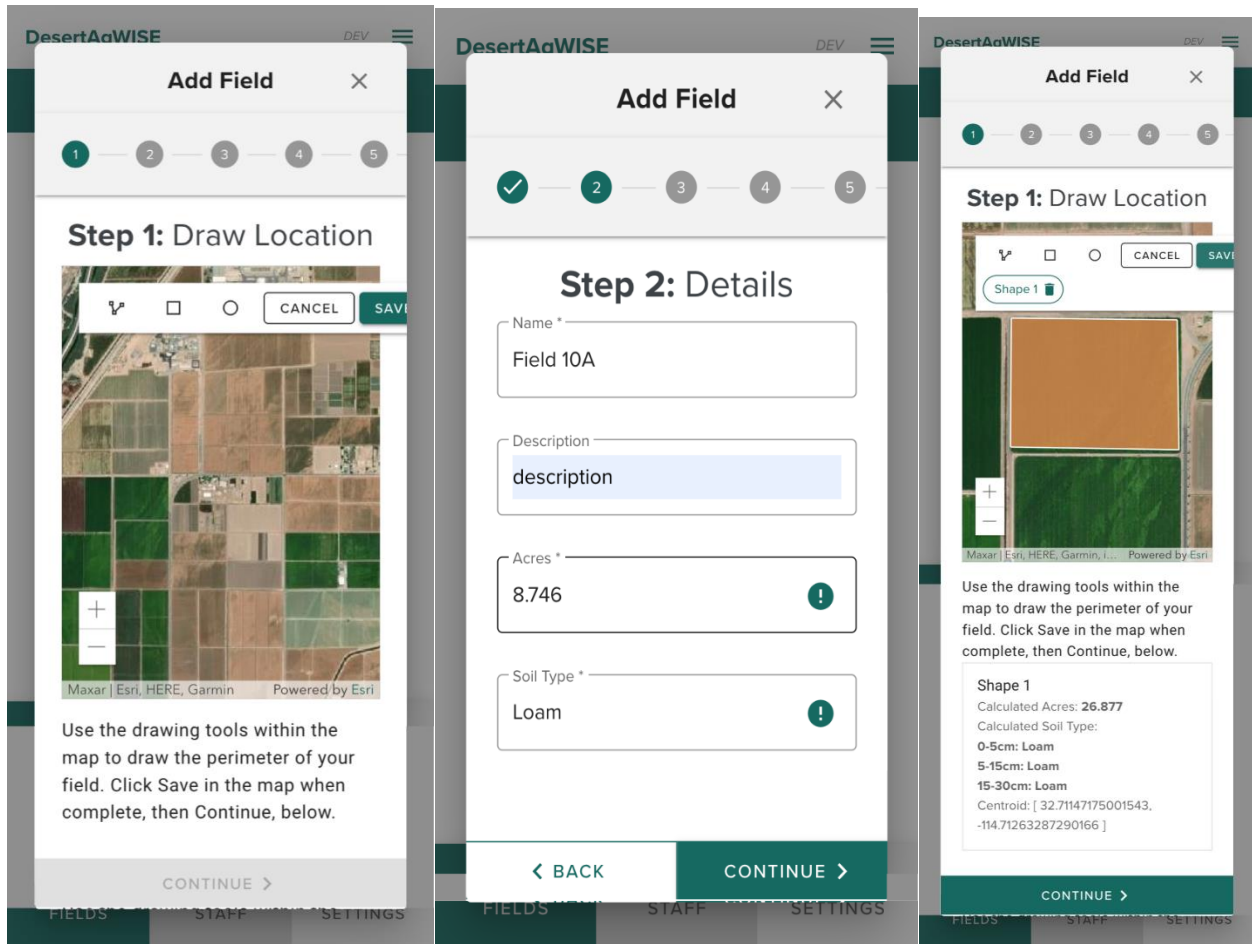 DesertAgWISE DEV
Add Field
1 2 3 4 5
Step 1: Draw Location
CANCEL SAVE
Maxar | Esri, HERE, Garmin Powered by Esri
Use the drawing tools within the
map to draw the perimeter of your
field. Click Save in the map when
complete, then Continue, below.
CONTINUE
FIELDS STAFF SETTINGS
DesertAgWISE DEV
Add Field
2 3 4 5
Step 2: Details
Name *
Field 10A
Description
description
Acres *
8.746
Soil Type *
Loam
BACK CONTINUE
FIELDS STAFF SETTINGS
DesertAgWISE DEV
Add Field
1 2 3 4 5
Step 1: Draw Location
CANCEL SAVE
Shape 1
Maxar | Esri, HERE, Garmin, i... Powered by Esri
Use the drawing tools within the
map to draw the perimeter of your
field. Click Save in the map when
complete, then Continue, below.
Shape 1
Calculated Acres: 26.877
Calculated Soil Type:
0-5cm: Loam
5-15cm: Loam
15-30cm: Loam
Centroid: [ 32.71147175001543,
-114.71263287290166 ]
CONTINUE
FIELDS STAFF SETTINGS